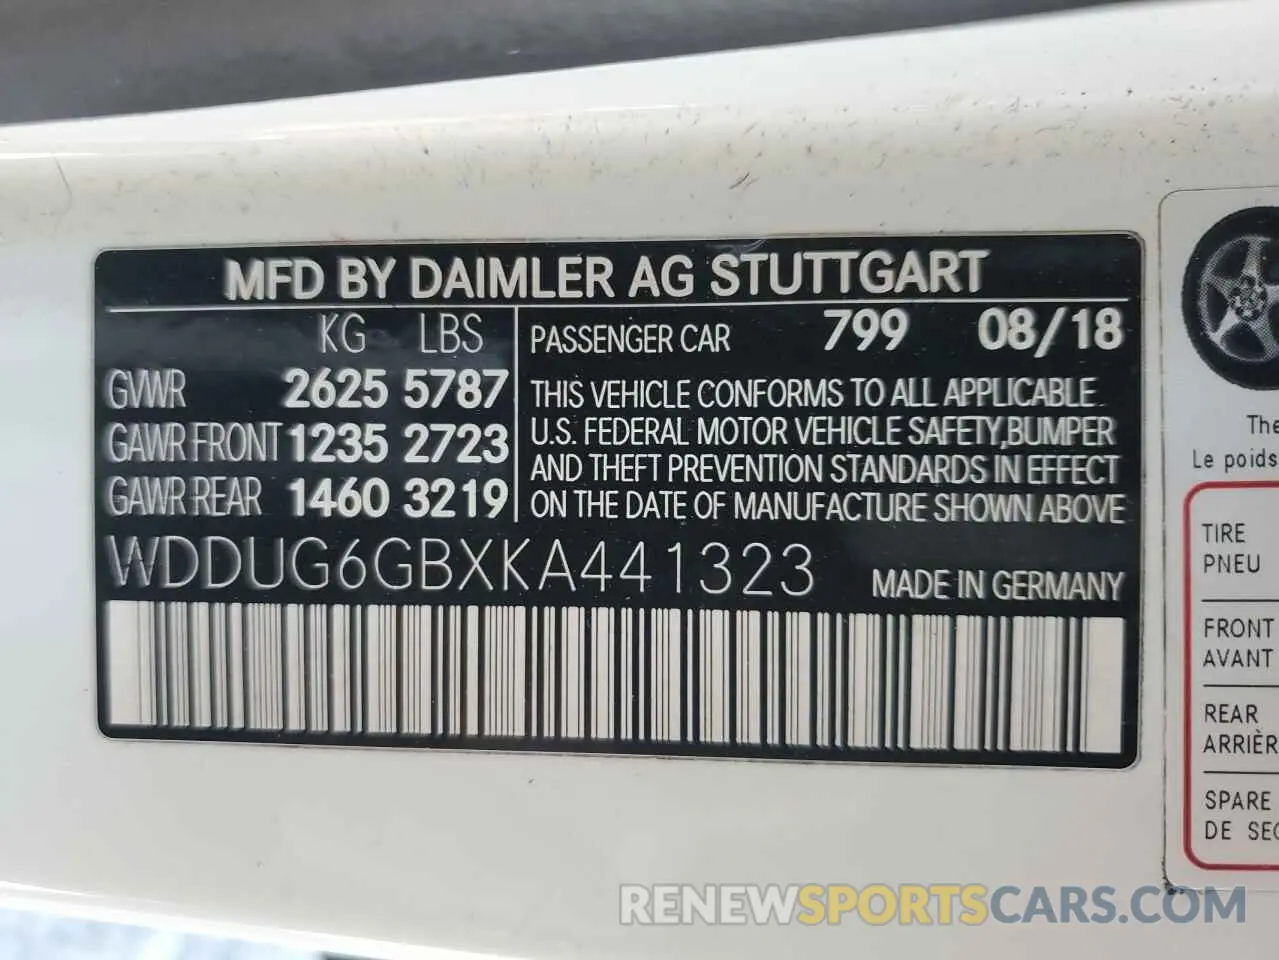 MFD BY DAIMLER AG STUTTGART
KG LBS
GVWR 2625 5787
GAWR FRONT 1235 2723
GAWR REAR 1460 3219
PASSENGER CAR 799 08/18
THIS VEHICLE CONFORMS TO ALL APPLICABLE
U.S. FEDERAL MOTOR VEHICLE SAFETY, BUMPER
AND THEFT PREVENTION STANDARDS IN EFFECT
ON THE DATE OF MANUFACTURE SHOWN ABOVE
WDDUG6GBXKA441323
MADE IN GERMANY
The
Le poids
TIRE
PNEU
FRONT
AVANT
REAR
ARRIÈR
SPARE
DE SEC
RENEWSPORTSCARS.COM